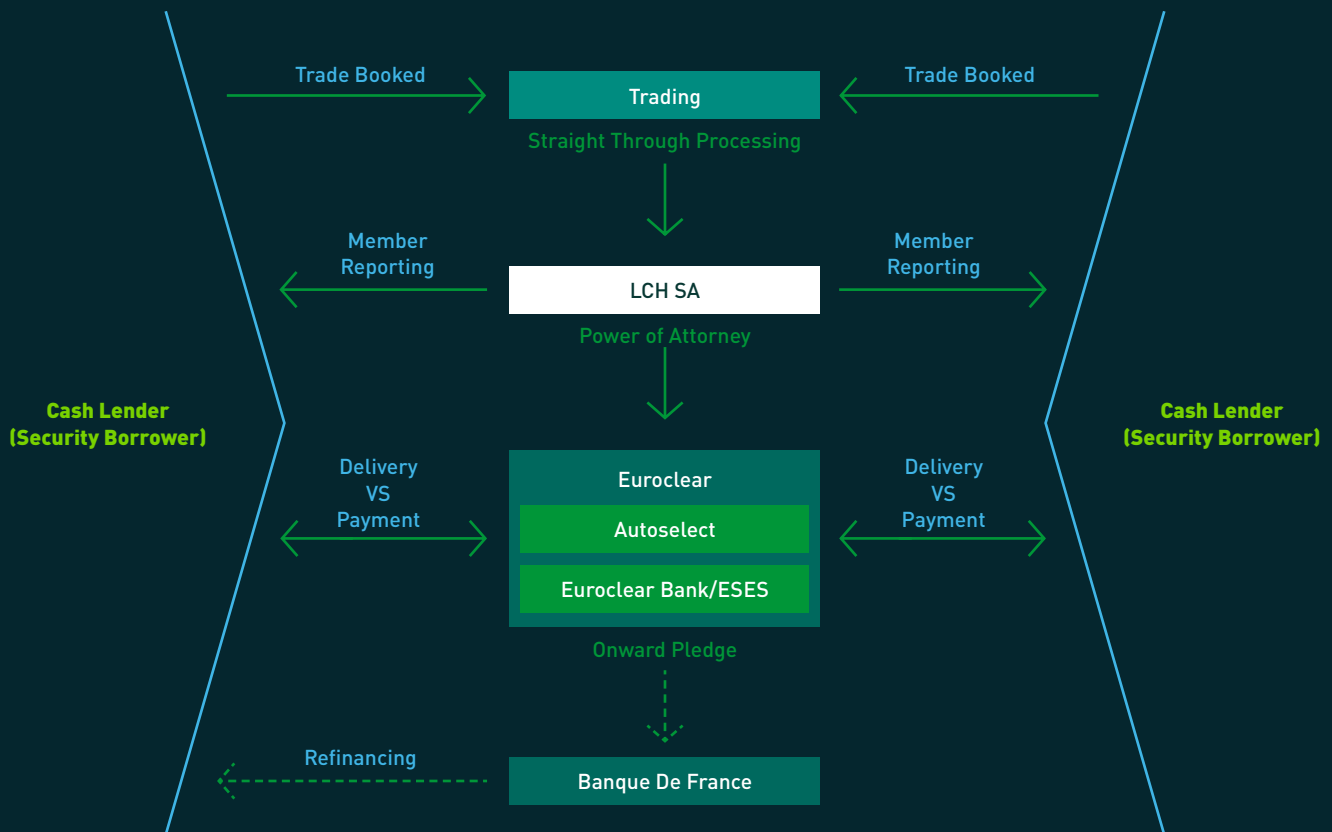 Trade Booked
Trading
Trade Booked
Straight Through Processing
Member
Reporting
LCH SA
Member
Reporting
Power of Attorney
Cash Lender
(Security Borrower)
Cash Lender
(Security Borrower)
Delivery
VS
Payment
Euroclear
Autoselect
Euroclear Bank/ESES
Delivery
VS
Payment
Onward Pledge
Refinancing
Banque De France